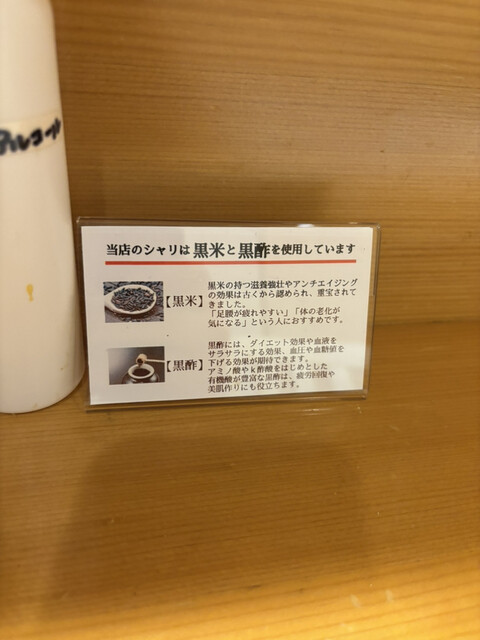 アルコール
当店のシャリは黒米と黒酢を使用しています
【黒米】
黒米の持つ滋養強壮やアンチエイジング
の効果は古くから認められ、重宝されて
きました。
「足腰が疲れやすい」「体の老化が
気になる」という人におすすめです。
【黒酢】
黒酢には、ダイエット効果や血液を
サラサラにする効果、血圧や血糖値を
下げる効果が期待できます。
アミノ酸やk酢酸をはじめとした
有機酸が豊富な黒酢は、疲労回復や
美肌作りにも役立ちます。